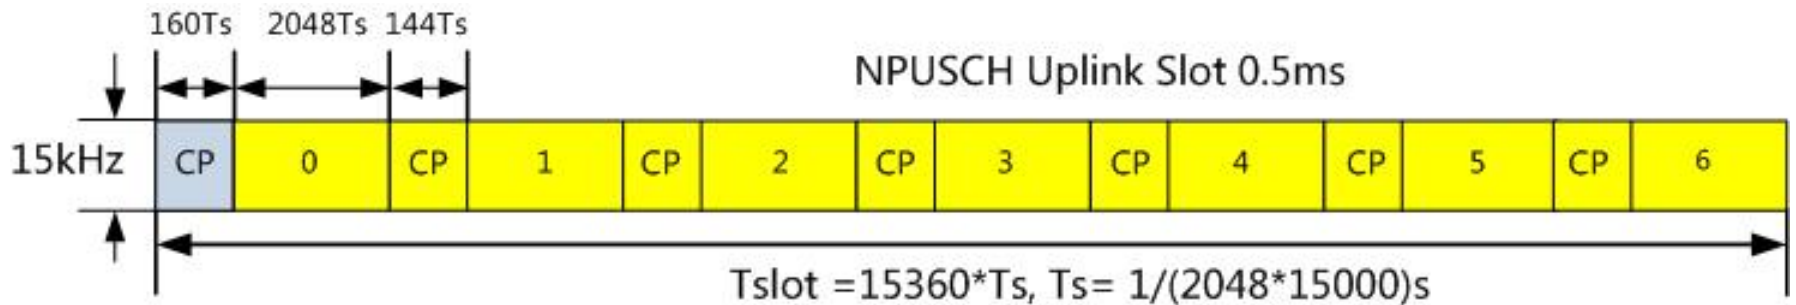 160Ts 2048Ts 144Ts
NPUSCH Uplink Slot 0.5ms
15kHz CP 0 CP 1 CP 2 CP 3 CP 4 CP 5 CP 6
Tslot =15360*Ts, Ts= 1/(2048*15000)s